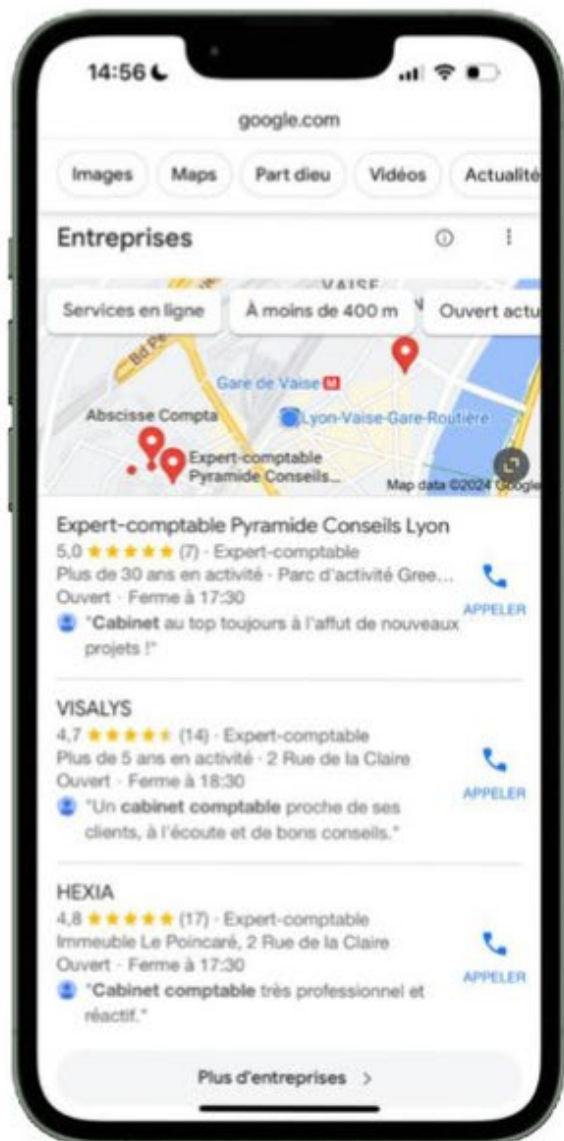 14:56
google.com
Images Maps Part dieu Vidéos Actualité
Entreprises
VAISE
Services en ligne À moins de 400 m Ouvert actu
Bd Pe
Gare de Vaise M
Abscisse Compta Lyon-Vaise-Gare-Routière
Expert-comptable
Pyramide Conseils...
Map data ©2024 Google
Expert-comptable Pyramide Conseils Lyon
5,0 (7) · Expert-comptable
Plus de 30 ans en activité · Parc d'activité Gree...
Ouvert · Ferme à 17:30
APPELER
"Cabinet au top toujours à l'affut de nouveaux
projets !"
VISALYS
4,7 (14) · Expert-comptable
Plus de 5 ans en activité · 2 Rue de la Claire
Ouvert · Ferme à 18:30
APPELER
"Un cabinet comptable proche de ses
clients, à l'écoute et de bons conseils."
HEXIA
4,8 (17) · Expert-comptable
Immeuble Le Poincaré, 2 Rue de la Claire
Ouvert · Ferme à 17:30
APPELER
"Cabinet comptable très professionnel et
réactif."
Plus d'entreprises